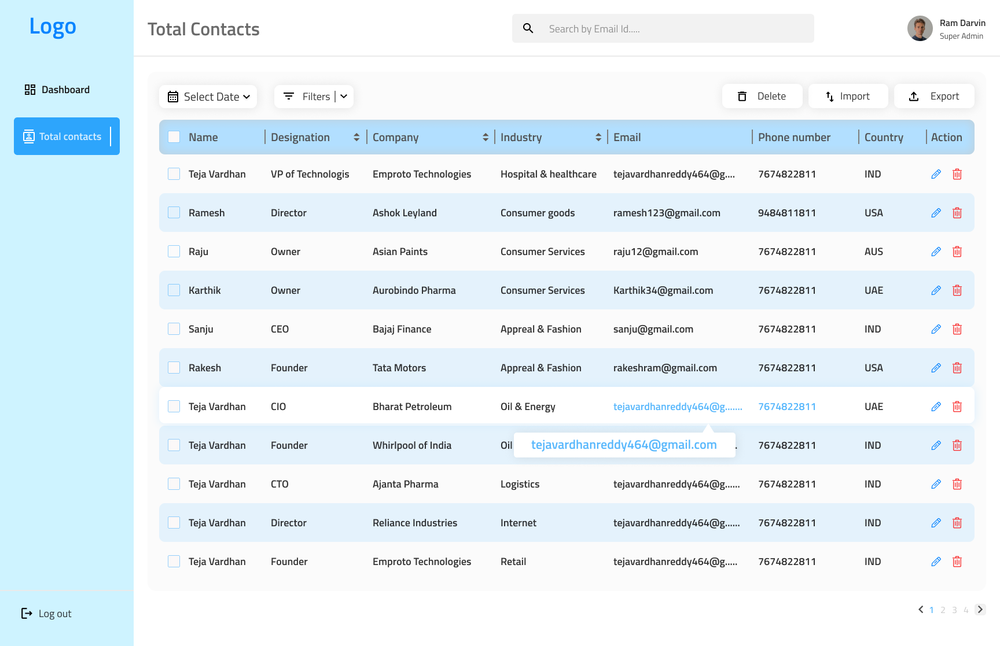 Logo
Total Contacts
Search by Email Id.....
Ram Darvin
Super Admin
Dashboard
Total contacts
Select Date
Filters
Delete
Import
Export
Name Designation Company Industry Email Phone number Country Action
Teja Vardhan VP of Technologis Emproto Technologies Hospital & healthcare tejavardhanreddy464@g.... 7674822811 IND
Ramesh Director Ashok Leyland Consumer goods ramesh123@gmail.com 9484811811 USA
Raju Owner Asian Paints Consumer Services raju12@gmail.com 7674822811 AUS
Karthik Owner Aurobindo Pharma Consumer Services Karthik34@gmail.com 7674822811 UAE
Sanju CEO Bajaj Finance Appreal & Fashion sanju@gmail.com 7674822811 IND
Rakesh Founder Tata Motors Appreal & Fashion rakeshram@gmail.com 7674822811 USA
Teja Vardhan CIO Bharat Petroleum Oil & Energy tejavardhanreddy464@g....... 7674822811 UAE
Teja Vardhan Founder Whirlpool of India Oil tejavardhanreddy464@gmail.com . 7674822811 IND
Teja Vardhan CTO Ajanta Pharma Logistics tejavardhanreddy464@g...... 7674822811 IND
Teja Vardhan Director Reliance Industries Internet tejavardhanreddy464@g...... 7674822811 IND
Teja Vardhan Founder Emproto Technologies Retail tejavardhanreddy464@g..... 7674822811 IND
Log out
1 2 3 4